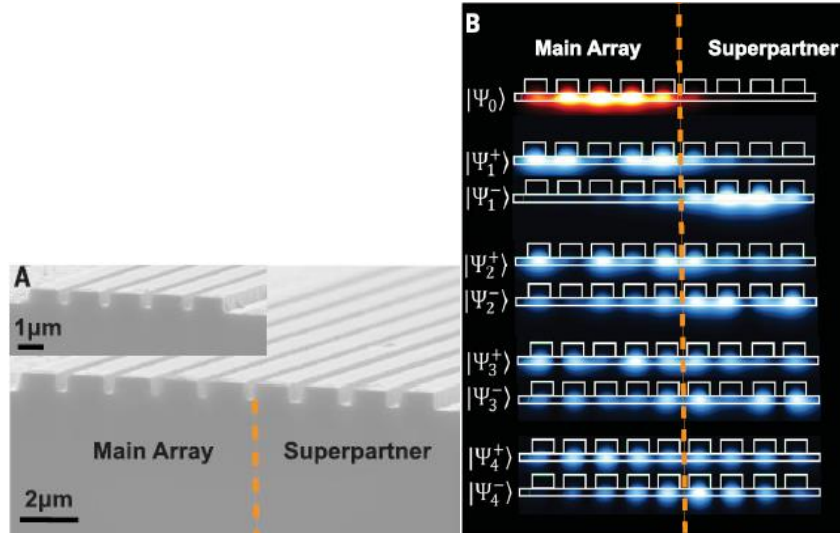 A
1μm
Main Array
Superpartner
2μm
B
Main Array
Superpartner
|Ψ₀⟩
|Ψ₁⁺⟩
|Ψ₁⁻⟩
|Ψ₂⁺⟩
|Ψ₂⁻⟩
|Ψ₃⁺⟩
|Ψ₃⁻⟩
|Ψ₄⁺⟩
|Ψ₄⁻⟩